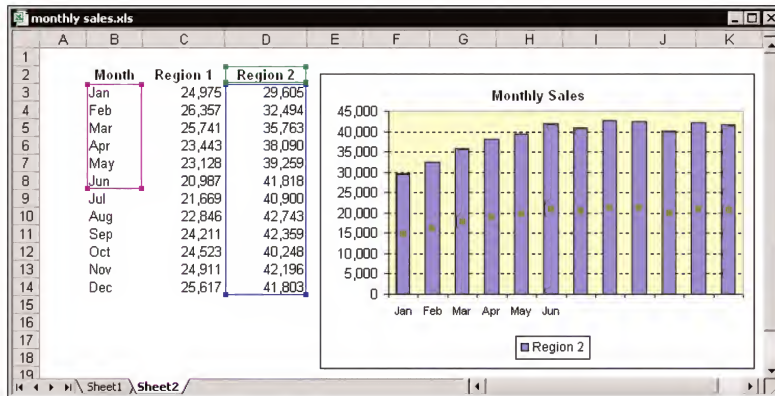 monthly sales.xls
A B C D E F G H I J K
1
2 Month Region 1 Region 2
3 Jan 24,975 29,605
4 Feb 26,357 32,494
5 Mar 25,741 35,763
6 Apr 23,443 38,090
7 May 23,128 39,259
8 Jun 20,987 41,818
9 Jul 21,669 40,900
10 Aug 22,846 42,743
11 Sep 24,211 42,359
12 Oct 24,523 40,248
13 Nov 24,911 42,196
14 Dec 25,617 41,803
15
16
17
18
19
Monthly Sales
45,000
40,000
35,000
30,000
25,000
20,000
15,000
10,000
5,000
0
Jan Feb Mar Apr May Jun
Region 2
Sheet1 Sheet2